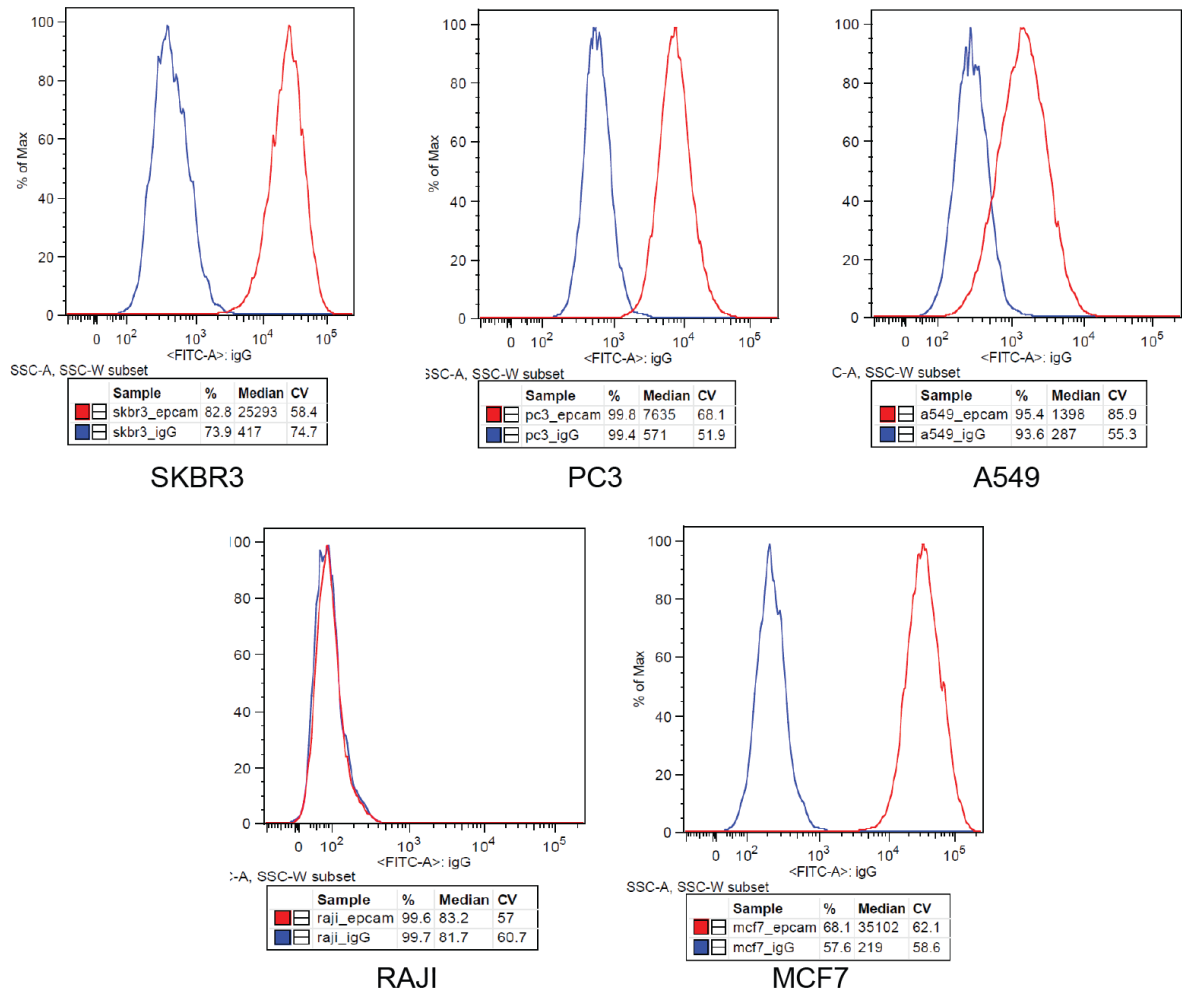 100
80
60
40
20
0
% of Max
0 10² 10³ 10⁴ 10⁵
<FITC-A>: igG
SSC-A, SSC-W subset
Sample % Median CV
skbr3_epcam 82.8 25293 58.4
skbr3_igG 73.9 417 74.7
SKBR3
100
80
60
40
20
0
% of Max
0 10² 10³ 10⁴ 10⁵
<FITC-A>: igG
SSC-A, SSC-W subset
Sample % Median CV
pc3_epcam 99.8 7635 68.1
pc3_igG 99.4 571 51.9
PC3
100
80
60
40
20
0
% of Max
0 10² 10³ 10⁴ 10⁵
<FITC-A>: igG
C-A, SSC-W subset
Sample % Median CV
a549_epcam 95.4 1398 85.9
a549_igG 93.6 287 55.3
A549
100
80
60
40
20
0
0 10² 10³ 10⁴ 10⁵
<FITC-A>: igG
:-A, SSC-W subset
Sample % Median CV
raji_epcam 99.6 83.2 57
raji_igG 99.7 81.7 60.7
RAJI
100
80
60
40
20
0
% of Max
0 10² 10³ 10⁴ 10⁵
<FITC-A>: igG
SSC-A, SSC-W subset
Sample % Median CV
mcf7_epcam 68.1 35102 62.1
mcf7_igG 57.6 219 58.6
MCF7